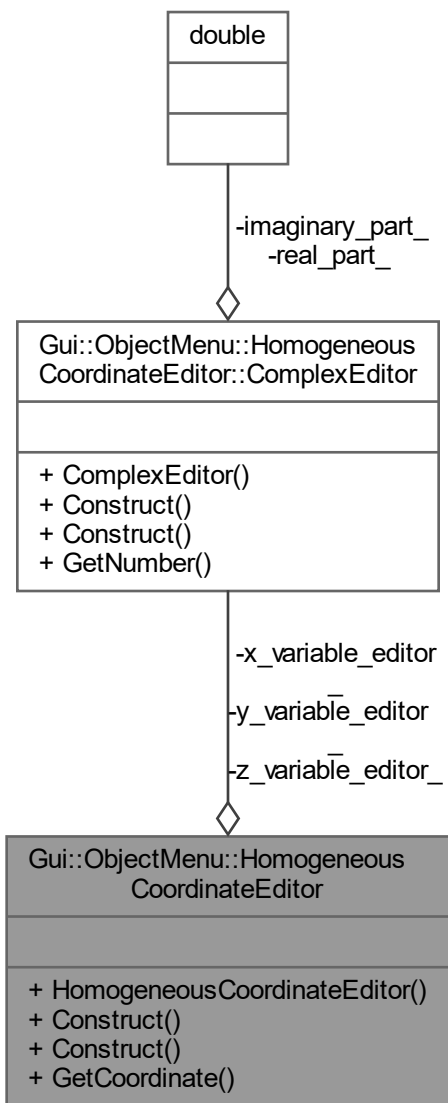 double
-imaginary_part_
-real_part_
Gui::ObjectMenu::Homogeneous
CoordinateEditor::ComplexEditor
+ ComplexEditor()
+ Construct()
+ Construct()
+ GetNumber()
-x_variable_editor
_
-y_variable_editor
_
-z_variable_editor_
Gui::ObjectMenu::Homogeneous
CoordinateEditor
+ HomogeneousCoordinateEditor()
+ Construct()
+ Construct()
+ GetCoordinate()